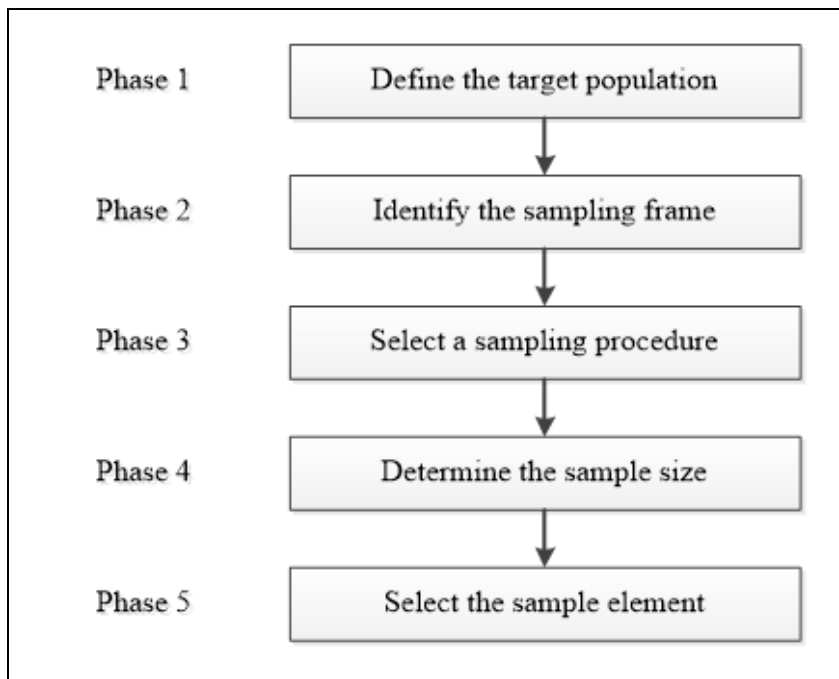 Phase 1 Define the target population
Phase 2 Identify the sampling frame
Phase 3 Select a sampling procedure
Phase 4 Determine the sample size
Phase 5 Select the sample element